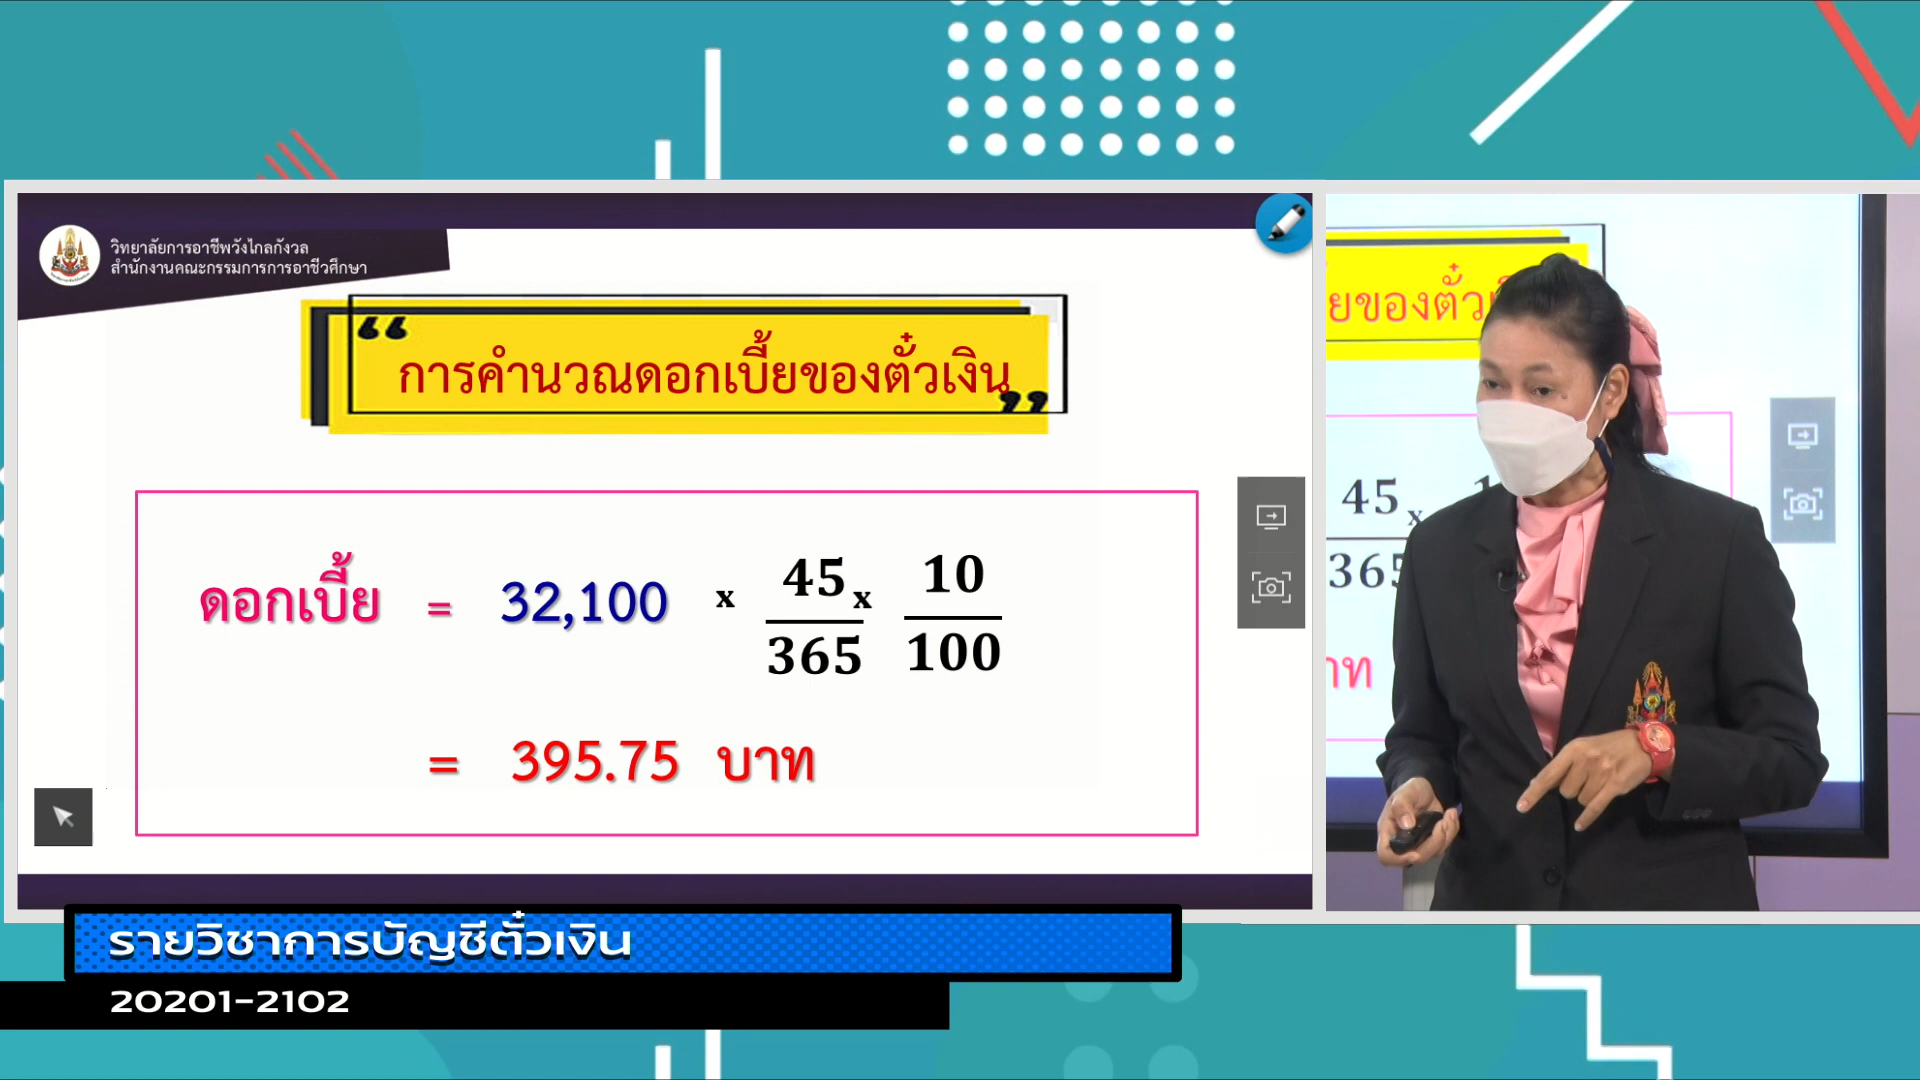 วิทยาลัยการอาชีพวังไกลกังวล
สำนักงานคณะกรรมการการอาชีวศึกษา
“ การคำนวณดอกเบี้ยของตั๋วเงิน ”
ดอกเบี้ย = 32,100 x 45/365 x 10/100
= 395.75 บาท
ยของตั๋วเ
45 x 1
365
าท
รายวิชาการบัญชีตั๋วเงิน
20201-2102